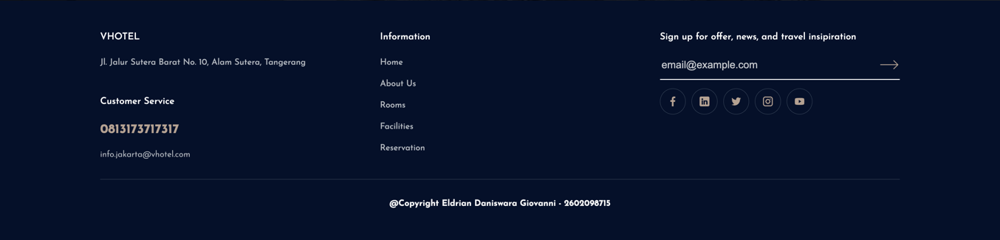 VHOTEL
Jl. Jalur Sutera Barat No. 10, Alam Sutera, Tangerang
Customer Service
0813173717317
info.jakarta@vhotel.com
Information
Home
About Us
Rooms
Facilities
Reservation
Sign up for offer, news, and travel insipiration
email@example.com
@Copyright Eldrian Daniswara Giovanni - 2602098715